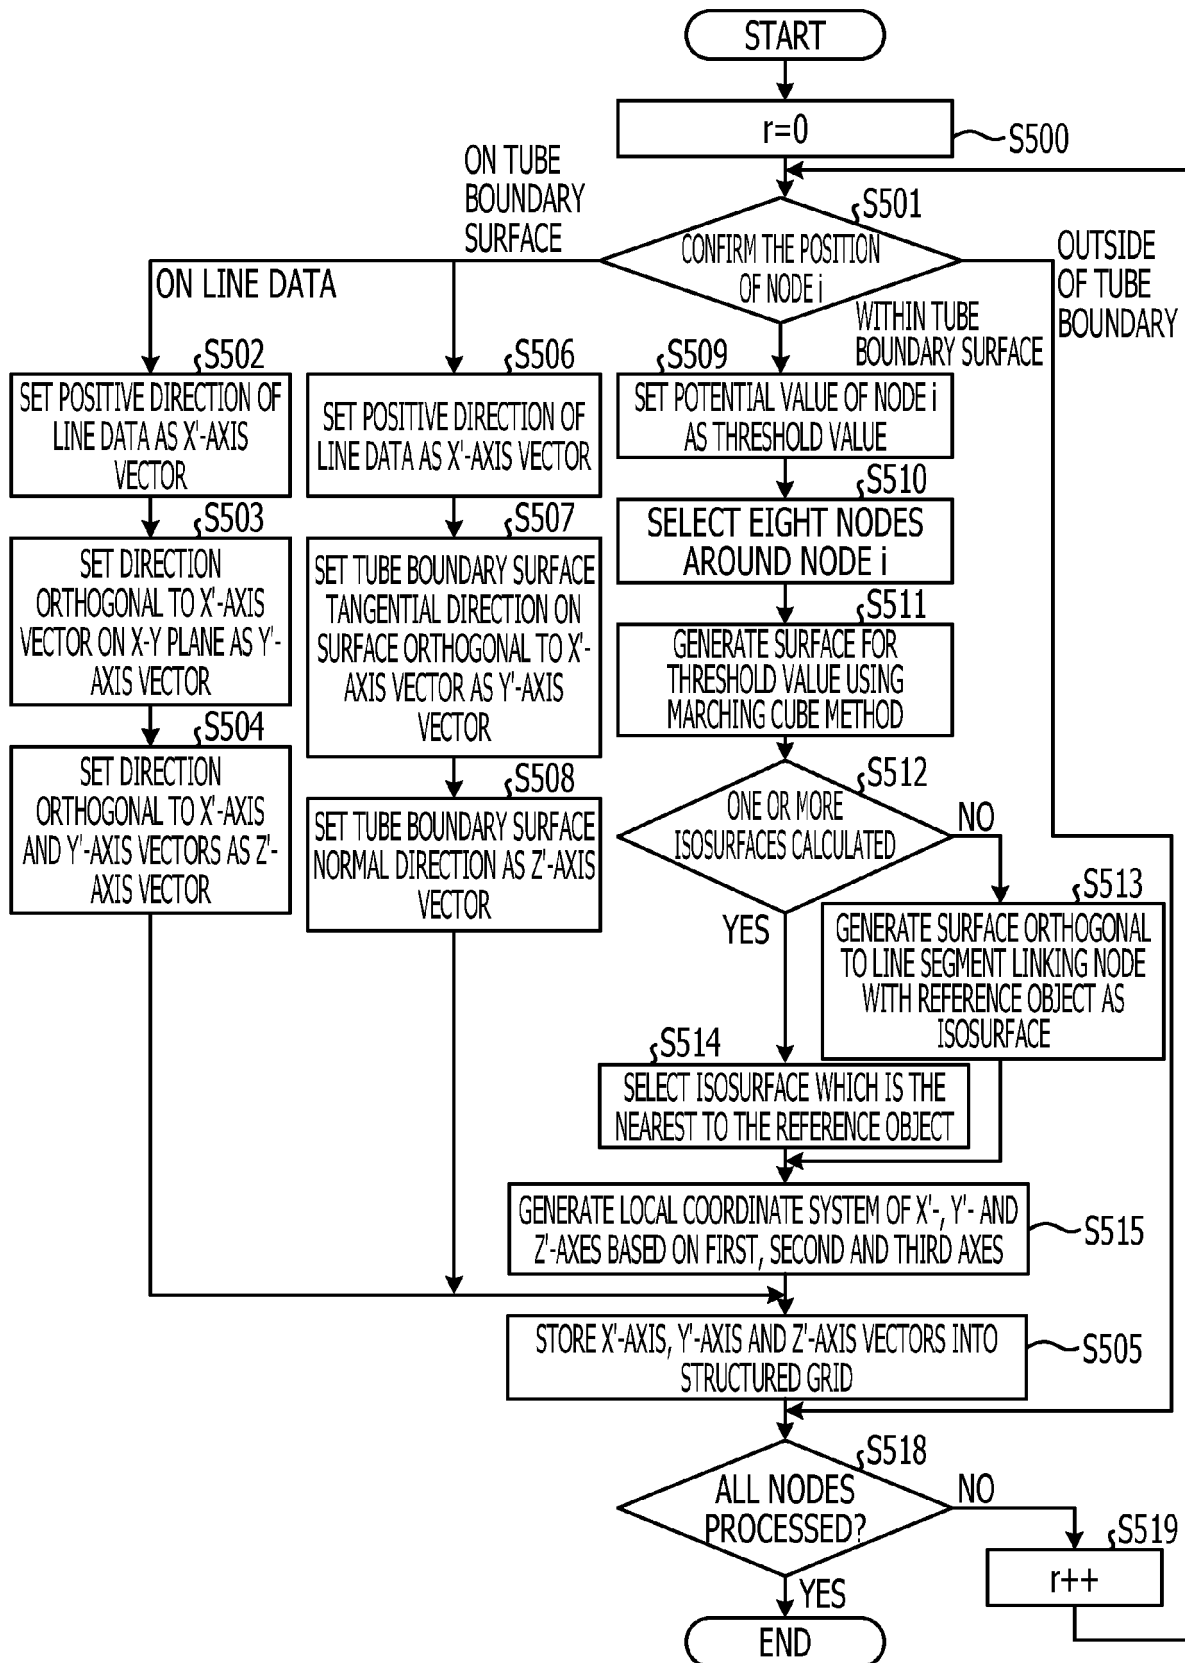 START
r=0
S500
ON TUBE
BOUNDARY
SURFACE
S501
CONFIRM THE POSITION
OF NODE i
OUTSIDE
OF TUBE
BOUNDARY
ON LINE DATA
WITHIN TUBE
BOUNDARY SURFACE
S502
SET POSITIVE DIRECTION OF
LINE DATA AS X'-AXIS
VECTOR
S503
SET DIRECTION
ORTHOGONAL TO X'-AXIS
VECTOR ON X-Y PLANE AS Y'-
AXIS VECTOR
S504
SET DIRECTION
ORTHOGONAL TO X'-AXIS
AND Y'-AXIS VECTORS AS Z'-
AXIS VECTOR
S506
SET POSITIVE DIRECTION OF
LINE DATA AS X'-AXIS VECTOR
S507
SET TUBE BOUNDARY SURFACE
TANGENTIAL DIRECTION ON
SURFACE ORTHOGONAL TO X'-
AXIS VECTOR AS Y'-AXIS
VECTOR
S508
SET TUBE BOUNDARY SURFACE
NORMAL DIRECTION AS Z'-AXIS
VECTOR
S509
SET POTENTIAL VALUE OF NODE i
AS THRESHOLD VALUE
S510
SELECT EIGHT NODES
AROUND NODE i
S511
GENERATE SURFACE FOR
THRESHOLD VALUE USING
MARCHING CUBE METHOD
S512
ONE OR MORE
ISOSURFACES CALCULATED
NO
YES
S513
GENERATE SURFACE ORTHOGONAL
TO LINE SEGMENT LINKING NODE
WITH REFERENCE OBJECT AS
ISOSURFACE
S514
SELECT ISOSURFACE WHICH IS THE
NEAREST TO THE REFERENCE OBJECT
GENERATE LOCAL COORDINATE SYSTEM OF X'-, Y'- AND
Z'-AXES BASED ON FIRST, SECOND AND THIRD AXES
S515
STORE X'-AXIS, Y'-AXIS AND Z'-AXIS VECTORS INTO
STRUCTURED GRID
S505
S518
ALL NODES
PROCESSED?
NO
S519
r++
YES
END